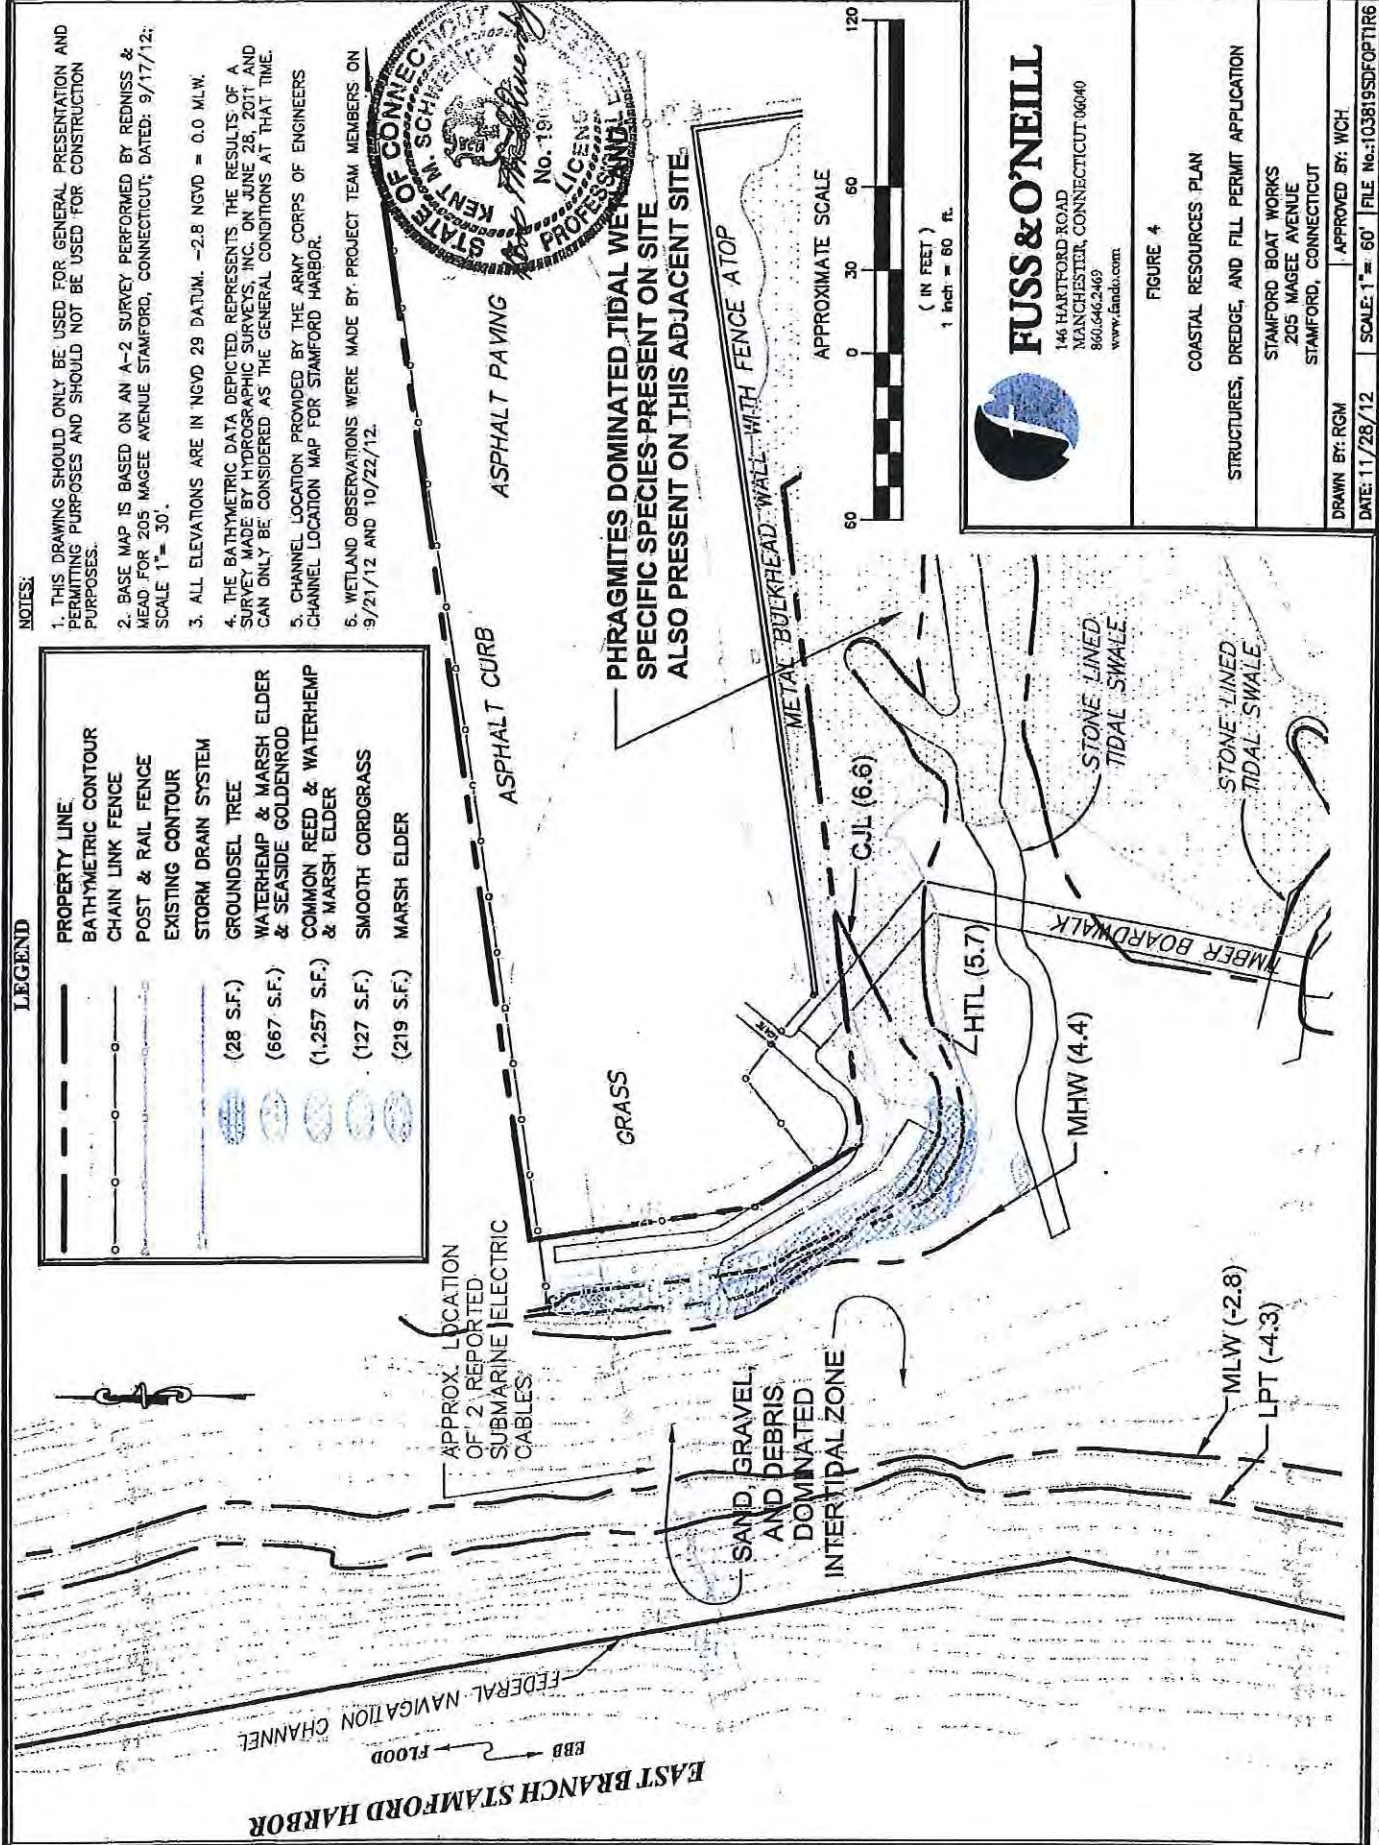 LEGEND
PROPERTY LINE
BATHYMETRIC CONTOUR
CHAIN LINK FENCE
POST & RAIL FENCE
EXISTING CONTOUR
STORM DRAIN SYSTEM
(28 S.F.) GROUNDSEL TREE
(667 S.F.) WATERHEMP & MARSH ELDER
& SEASIDE GOLDENROD
(1,257 S.F.) COMMON REED & WATERHEMP
& MARSH ELDER
(127 S.F.) SMOOTH CORDGRASS
(219 S.F.) MARSH ELDER
NOTES:
1. THIS DRAWING SHOULD ONLY BE USED FOR GENERAL PRESENTATION AND
PERMITTING PURPOSES AND SHOULD NOT BE USED FOR CONSTRUCTION
PURPOSES.
2. BASE MAP IS BASED ON AN A-2 SURVEY PERFORMED BY REDNISS &
MEAD FOR 205 MAGEE AVENUE STAMFORD, CONNECTICUT; DATED: 9/17/12;
SCALE 1"= 30'.
3. ALL ELEVATIONS ARE IN NGVD 29 DATUM. -2.8 NGVD = 0.0 MLW.
4. THE BATHYMETRIC DATA DEPICTED REPRESENTS THE RESULTS OF A
SURVEY MADE BY HYDROGRAPHIC SURVEYS, INC. ON JUNE 28, 2011 AND
CAN ONLY BE CONSIDERED AS THE GENERAL CONDITIONS AT THAT TIME.
5. CHANNEL LOCATION PROVIDED BY THE ARMY CORPS OF ENGINEERS
CHANNEL LOCATION MAP FOR STAMFORD HARBOR.
6. WETLAND OBSERVATIONS WERE MADE BY PROJECT TEAM MEMBERS ON
9/21/12 AND 10/22/12.
STATE OF CONNECTICUT
KENT M. SCHWENDY
LICENSED
PROFESSIONAL
APPROX. LOCATION
OF 2 REPORTED
SUBMARINE ELECTRIC
CABLES
ASPHALT CURB
ASPHALT PAVING
GRASS
GATE
PHRAGMITES DOMINATED TIDAL WETLAND
SPECIFIC SPECIES PRESENT ON SITE
ALSO PRESENT ON THIS ADJACENT SITE
METAL BULKHEAD WALL WITH FENCE ATOP
CJL (6.6)
HTL (5.7)
MHW (4.4)
MLW (-2.8)
LPT (-4.3)
STONE LINED
TIDAL SWALE
STONE LINED
TIDAL SWALE
TIMBER BOARDWALK
SAND, GRAVEL,
AND DEBRIS
DOMINATED
INTERTIDAL ZONE
FEDERAL NAVIGATION CHANNEL
EBB
FLOOD
EAST BRANCH STAMFORD HARBOR
APPROXIMATE SCALE
60 0 30 60 120
( IN FEET )
1 inch = 60 ft.
FUSS & O'NEILL
146 HARTFORD ROAD
MANCHESTER, CONNECTICUT 06040
860.646.2469
www.fando.com
FIGURE 4
COASTAL RESOURCES PLAN
STRUCTURES, DREDGE, AND FILL PERMIT APPLICATION
STAMFORD BOAT WORKS
205 MAGEE AVENUE
STAMFORD, CONNECTICUT
DRAWN BY: RGM APPROVED BY: WCH
DATE: 11/28/12 SCALE: 1"= 60' FILE No.:103819SDFOPT1R6